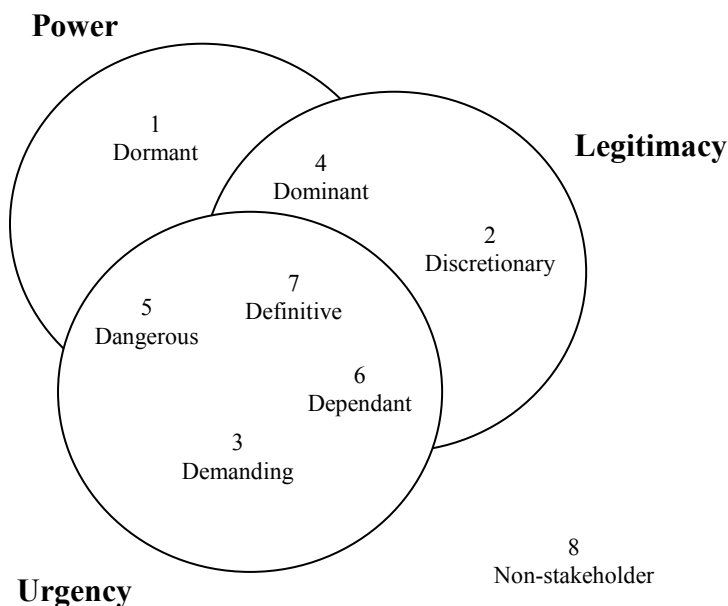 Power
1
Dormant
Legitimacy
4
Dominant
2
Discretionary
5
Dangerous
7
Definitive
6
Dependant
3
Demanding
8
Non-stakeholder
Urgency